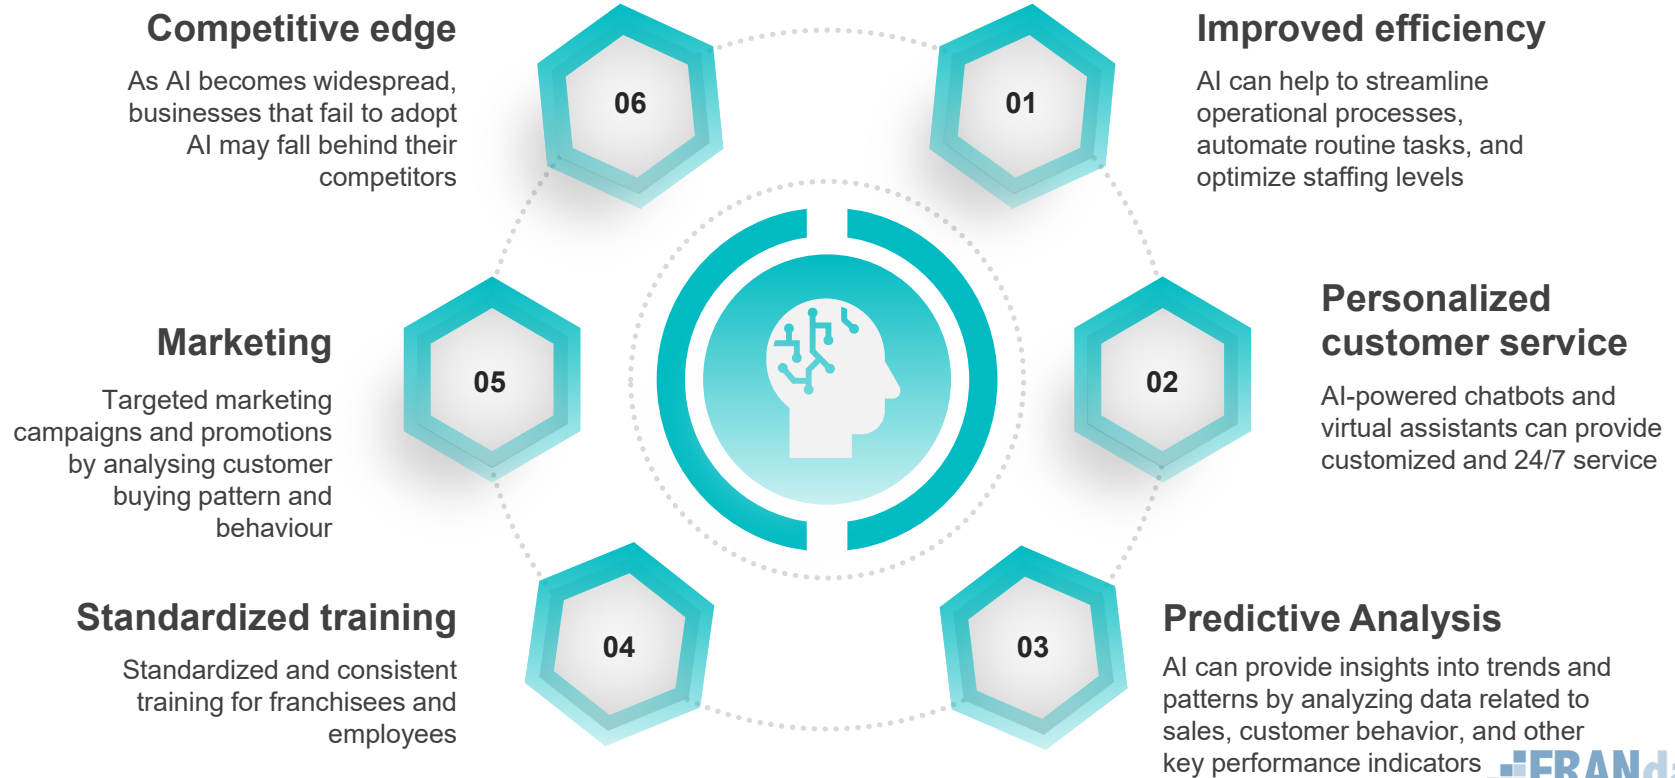 Improved efficiency
AI can help to streamline
operational processes,
automate routine tasks, and
optimize staffing levels
01
Personalized
customer service
AI-powered chatbots and
virtual assistants can provide
customized and 24/7 service
02
Predictive Analysis
AI can provide insights into trends and
patterns by analyzing data related to
sales, customer behavior, and other
key performance indicators
03
Standardized training
Standardized and consistent
training for franchisees and
employees
04
Marketing
Targeted marketing
campaigns and promotions
by analysing customer
buying pattern and
behaviour
05
Competitive edge
As AI becomes widespread,
businesses that fail to adopt
AI may fall behind their
competitors
06